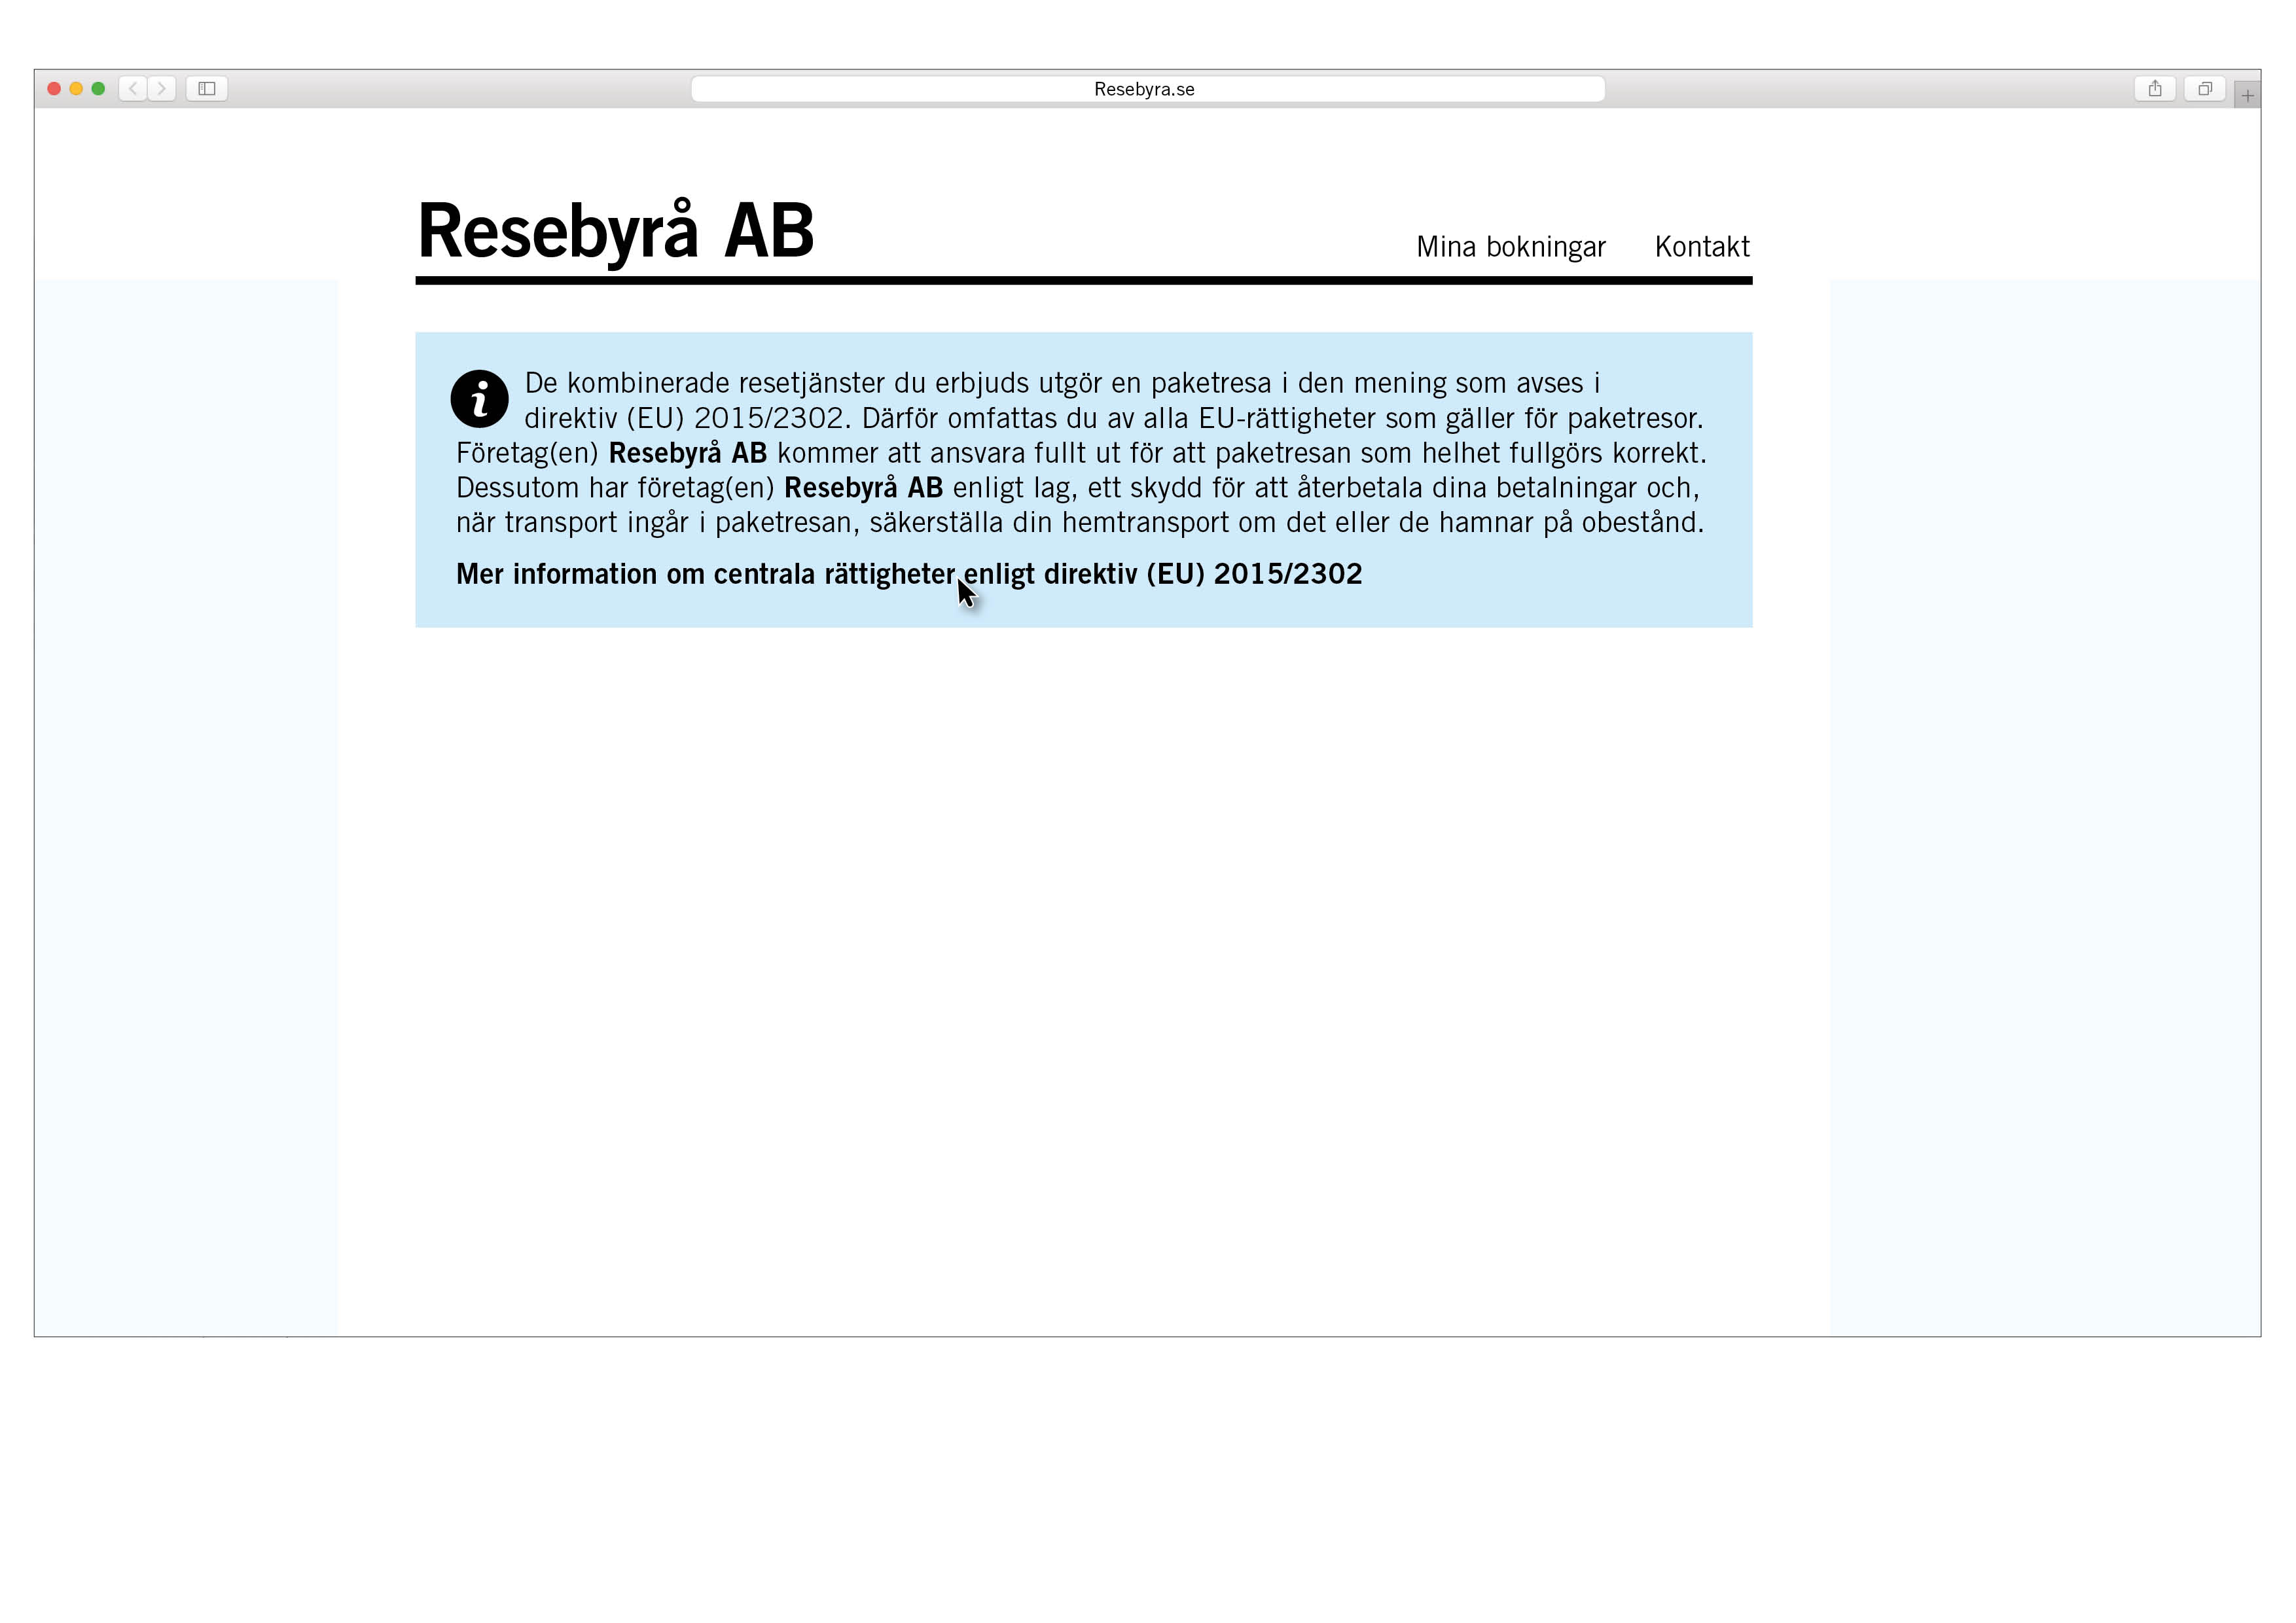 Resebyra.se
Resebyrå AB
Mina bokningar Kontakt
De kombinerade resetjänster du erbjuds utgör en paketresa i den mening som avses i
direktiv (EU) 2015/2302. Därför omfattas du av alla EU-rättigheter som gäller för paketresor.
Företag(en) Resebyrå AB kommer att ansvara fullt ut för att paketresan som helhet fullgörs korrekt.
Dessutom har företag(en) Resebyrå AB enligt lag, ett skydd för att återbetala dina betalningar och,
när transport ingår i paketresan, säkerställa din hemtransport om det eller de hamnar på obestånd.
Mer information om centrala rättigheter enligt direktiv (EU) 2015/2302